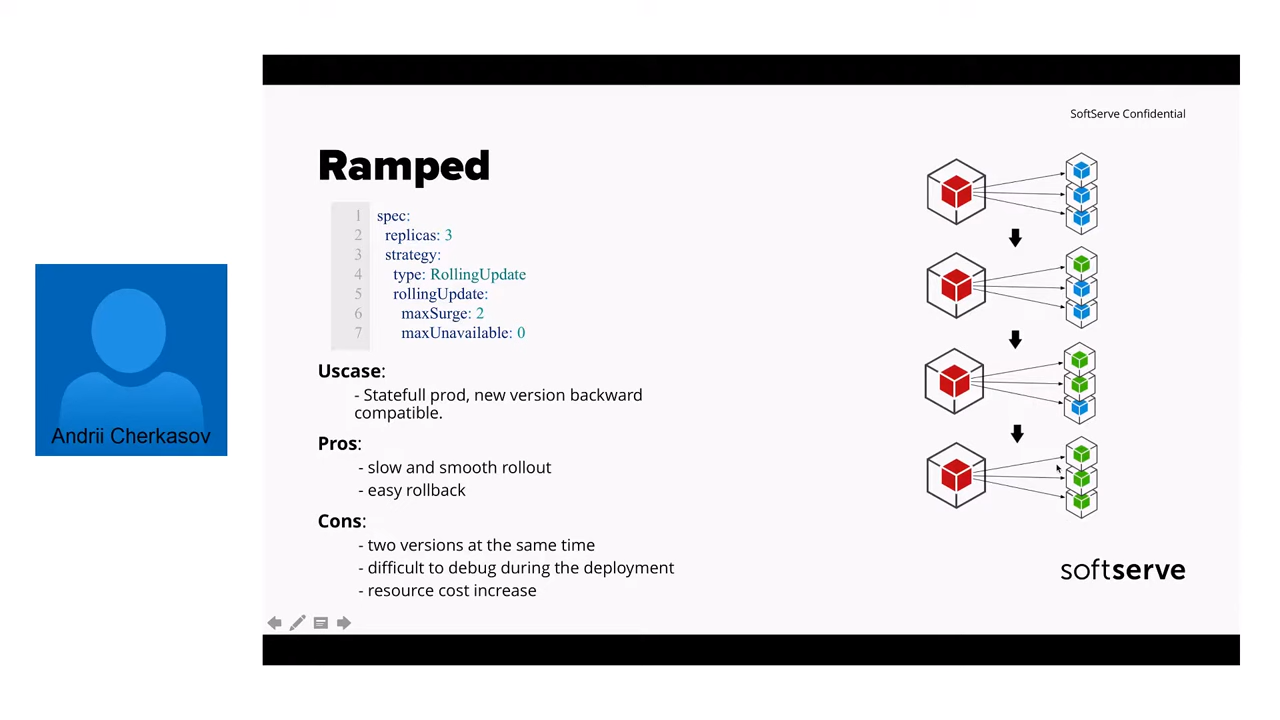 SoftServe Confidential
Ramped
1 spec:
2 replicas: 3
3 strategy:
4 type: RollingUpdate
5 rollingUpdate:
6 maxSurge: 2
7 maxUnavailable: 0
Uscase:
- Statefull prod, new version backward
compatible.
Pros:
- slow and smooth rollout
- easy rollback
Cons:
- two versions at the same time
- difficult to debug during the deployment
- resource cost increase
softserve
Andrii Cherkasov